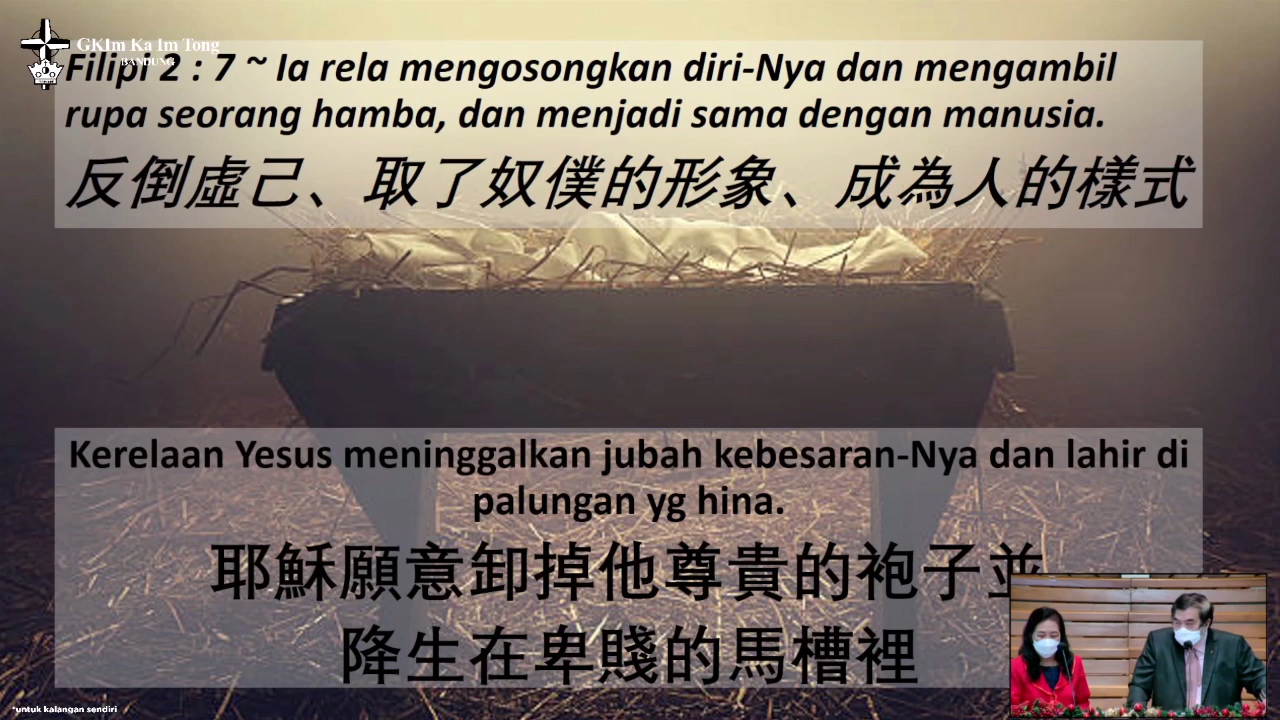 GKIm Ka Im Tong
BANDUNG
Filipi 2 : 7 ~ Ia rela mengosongkan diri-Nya dan mengambil
rupa seorang hamba, dan menjadi sama dengan manusia.
反倒虛己、取了奴僕的形象、成為人的樣式
Kerelaan Yesus meninggalkan jubah kebesaran-Nya dan lahir di
palungan yg hina.
耶穌願意卸掉他尊貴的袍子並
降生在卑賤的馬槽裡
*untuk kalangan sendiri